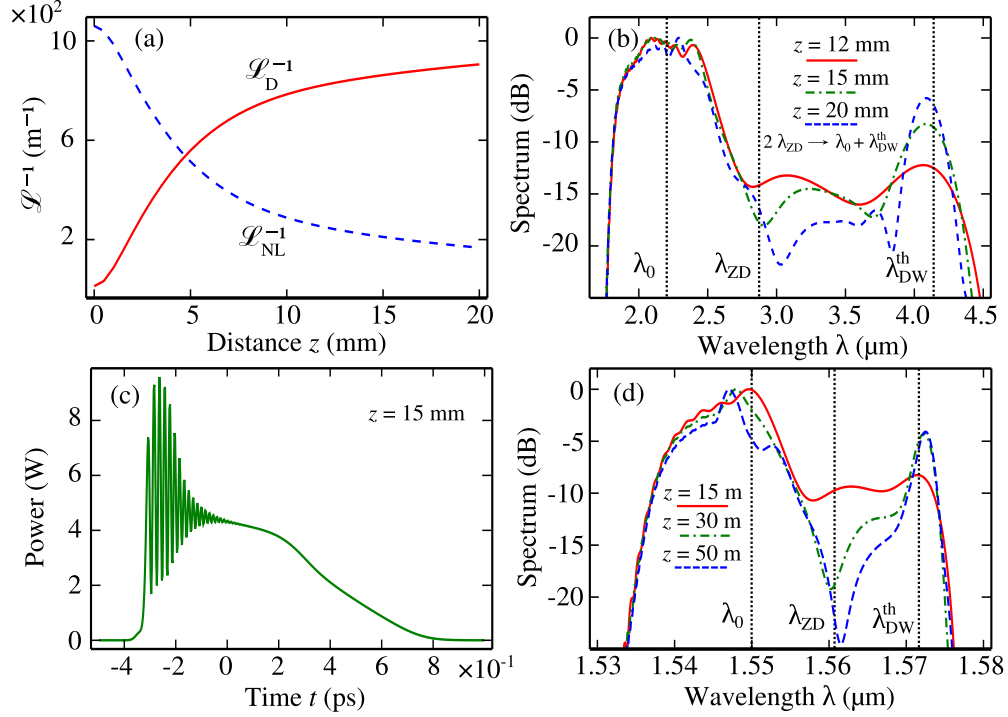 ×10²
(a)
ℒ_D⁻¹
ℒ_NL⁻¹
10
6
2
ℒ⁻¹ (m⁻¹)
0 5 10 15 20
Distance z (mm)
(b)
z = 12 mm
z = 15 mm
z = 20 mm
2 λ_ZD → λ₀ + λ_DW^th
λ₀ λ_ZD λ_DW^th
0
-5
-10
-15
-20
Spectrum (dB)
2.0 2.5 3.0 3.5 4.0 4.5
Wavelength λ (μm)
(c)
z = 15 mm
8
6
4
2
0
Power (W)
-4 -2 0 2 4 6 8 ×10⁻¹
Time t (ps)
(d)
z = 15 m
z = 30 m
z = 50 m
λ₀ λ_ZD λ_DW^th
0
-5
-10
-15
-20
Spectrum (dB)
1.53 1.54 1.55 1.56 1.57 1.58
Wavelength λ (μm)